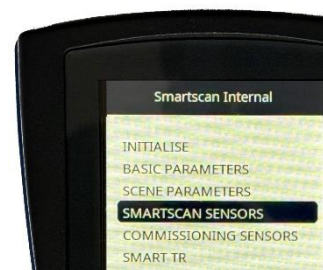 Smartscan Internal
INITIALISE
BASIC PARAMETERS
SCENE PARAMETERS
SMARTSCAN SENSORS
COMMISSIONING SENSORS
SMART TR